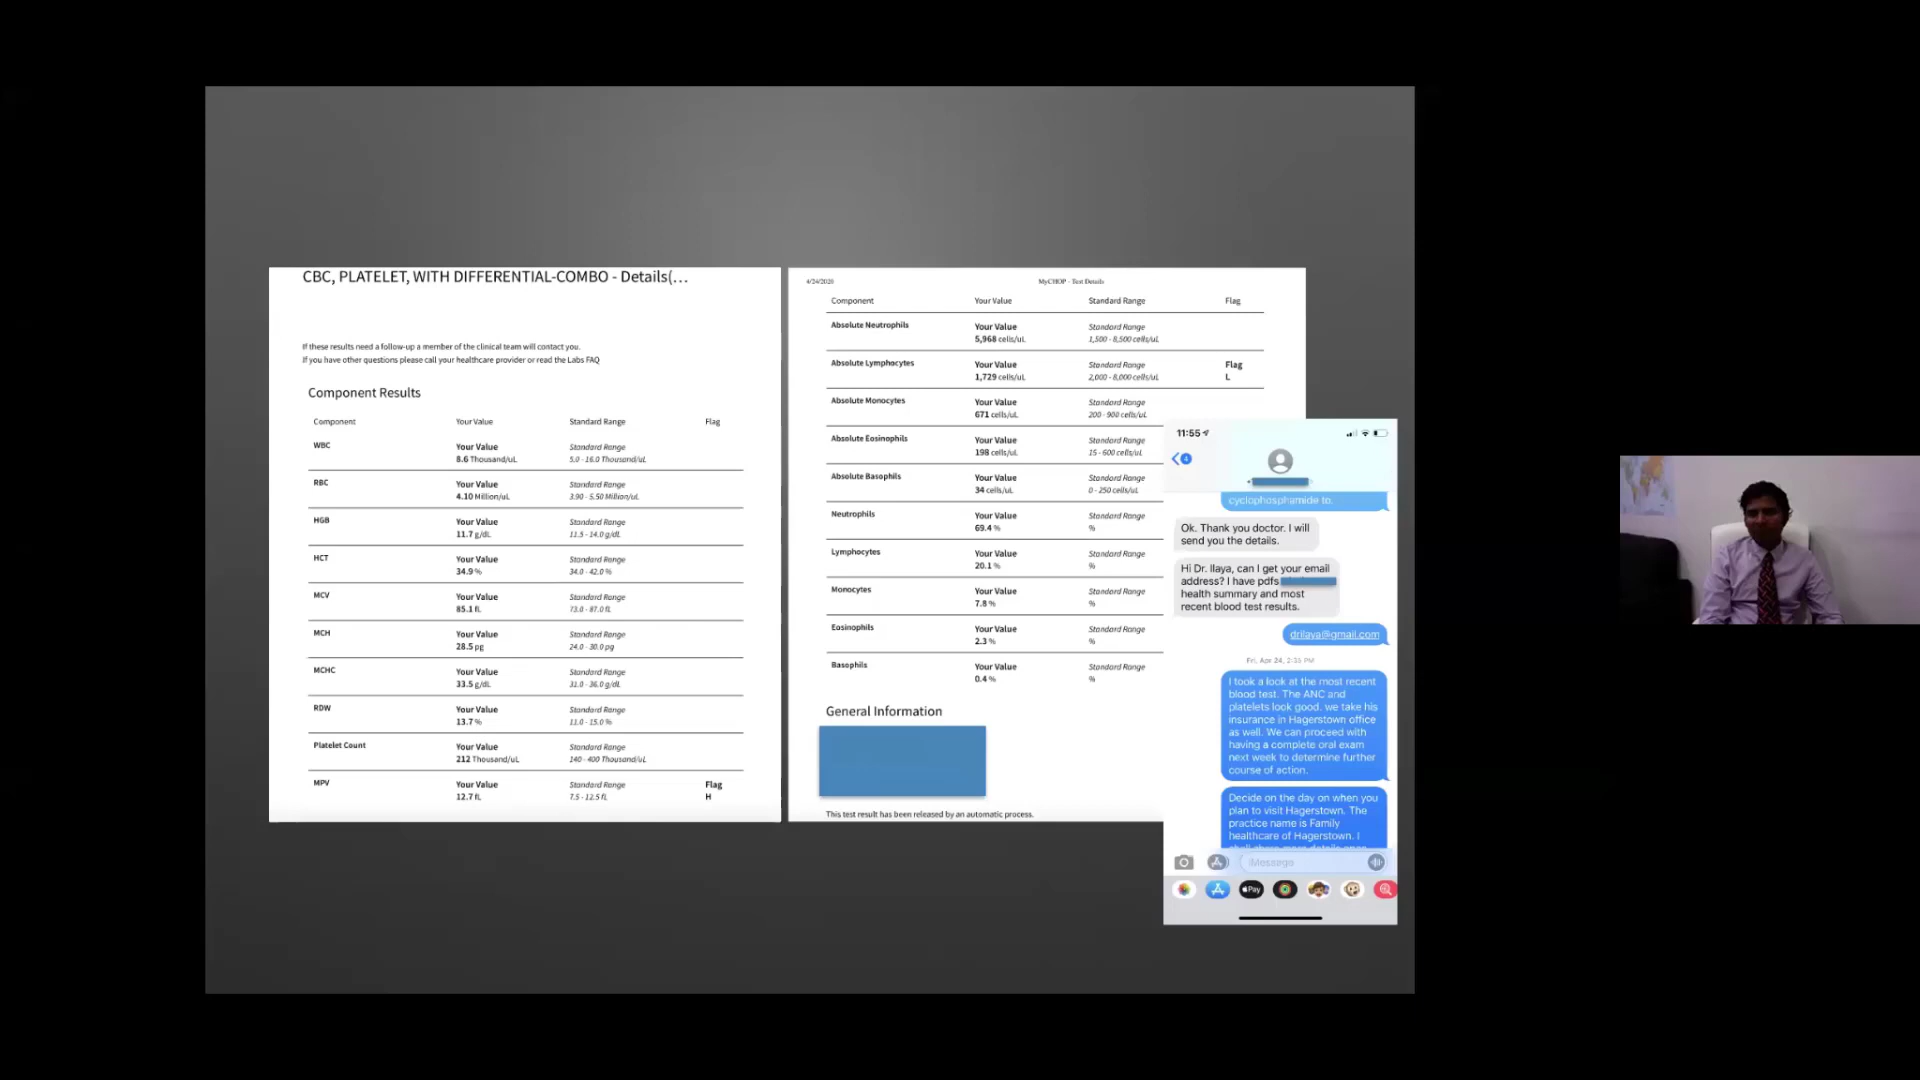 CBC, PLATELET, WITH DIFFERENTIAL-COMBO - Details(…
If these results need a follow-up a member of the clinical team will contact you.
If you have other questions please call your healthcare provider or read the Labs FAQ
Component Results
Component Your Value Standard Range Flag
WBC Your Value Standard Range
8.6 Thousand/uL 5.0 - 16.0 Thousand/uL
RBC Your Value Standard Range
4.10 Million/uL 3.90 - 5.50 Million/uL
HGB Your Value Standard Range
11.7 g/dL 11.5 - 14.0 g/dL
HCT Your Value Standard Range
34.9 % 34.0 - 42.0 %
MCV Your Value Standard Range
85.1 fL 73.0 - 87.0 fL
MCH Your Value Standard Range
28.5 pg 24.0 - 30.0 pg
MCHC Your Value Standard Range
33.5 g/dL 31.0 - 36.0 g/dL
RDW Your Value Standard Range
13.7 % 11.0 - 15.0 %
Platelet Count Your Value Standard Range
212 Thousand/uL 140 - 400 Thousand/uL
MPV Your Value Standard Range Flag
12.7 fL 7.5 - 12.5 fL H
4/24/2020 MyCHOP - Test Details
Component Your Value Standard Range Flag
Absolute Neutrophils Your Value Standard Range
5,968 cells/uL 1,500 - 8,500 cells/uL
Absolute Lymphocytes Your Value Standard Range Flag
1,729 cells/uL 2,000 - 8,000 cells/uL L
Absolute Monocytes Your Value Standard Range
671 cells/uL 200 - 900 cells/uL
Absolute Eosinophils Your Value Standard Range
198 cells/uL 15 - 600 cells/uL
Absolute Basophils Your Value Standard Range
34 cells/uL 0 - 250 cells/uL
Neutrophils Your Value Standard Range
69.4 % %
Lymphocytes Your Value Standard Range
20.1 % %
Monocytes Your Value Standard Range
7.8 % %
Eosinophils Your Value Standard Range
2.3 % %
Basophils Your Value Standard Range
0.4 % %
General Information
This test result has been released by an automatic process.
11:55
4
cyclophosphamide to.
Ok. Thank you doctor. I will
send you the details.
Hi Dr. Ilaya, can I get your email
address? I have pdfs
health summary and most
recent blood test results.
drilaya@gmail.com
Fri, Apr 24, 2:35 PM
I took a look at the most recent
blood test. The ANC and
platelets look good. we take his
insurance in Hagerstown office
as well. We can proceed with
having a complete oral exam
next week to determine further
course of action.
Decide on the day on when you
plan to visit Hagerstown. The
practice name is Family
healthcare of Hagerstown. I
iMessage
Pay